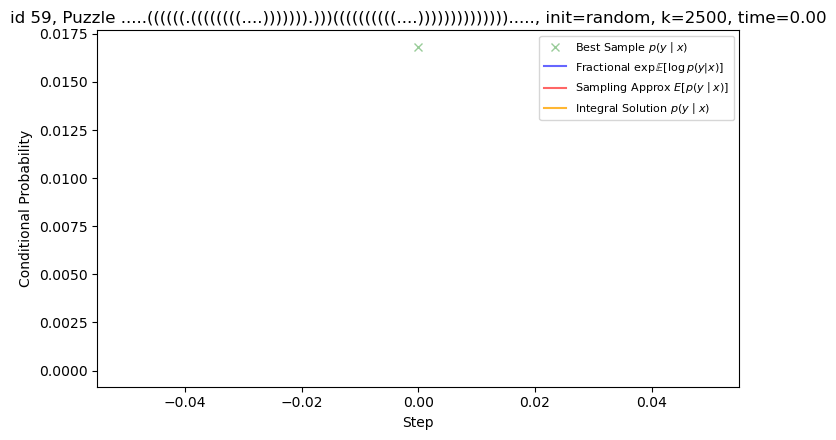 id 59, Puzzle .....((((((.((((((((....))))))).)))((((((((((....))))))))))))))....., init=random, k=2500, time=0.00
0.0175
0.0150
0.0125
0.0100
0.0075
0.0050
0.0025
0.0000
Conditional Probability
Best Sample p(y | x)
Fractional exp𝔼[log p(y|x)]
Sampling Approx E[p(y | x)]
Integral Solution p(y | x)
−0.04
−0.02
0.00
0.02
0.04
Step